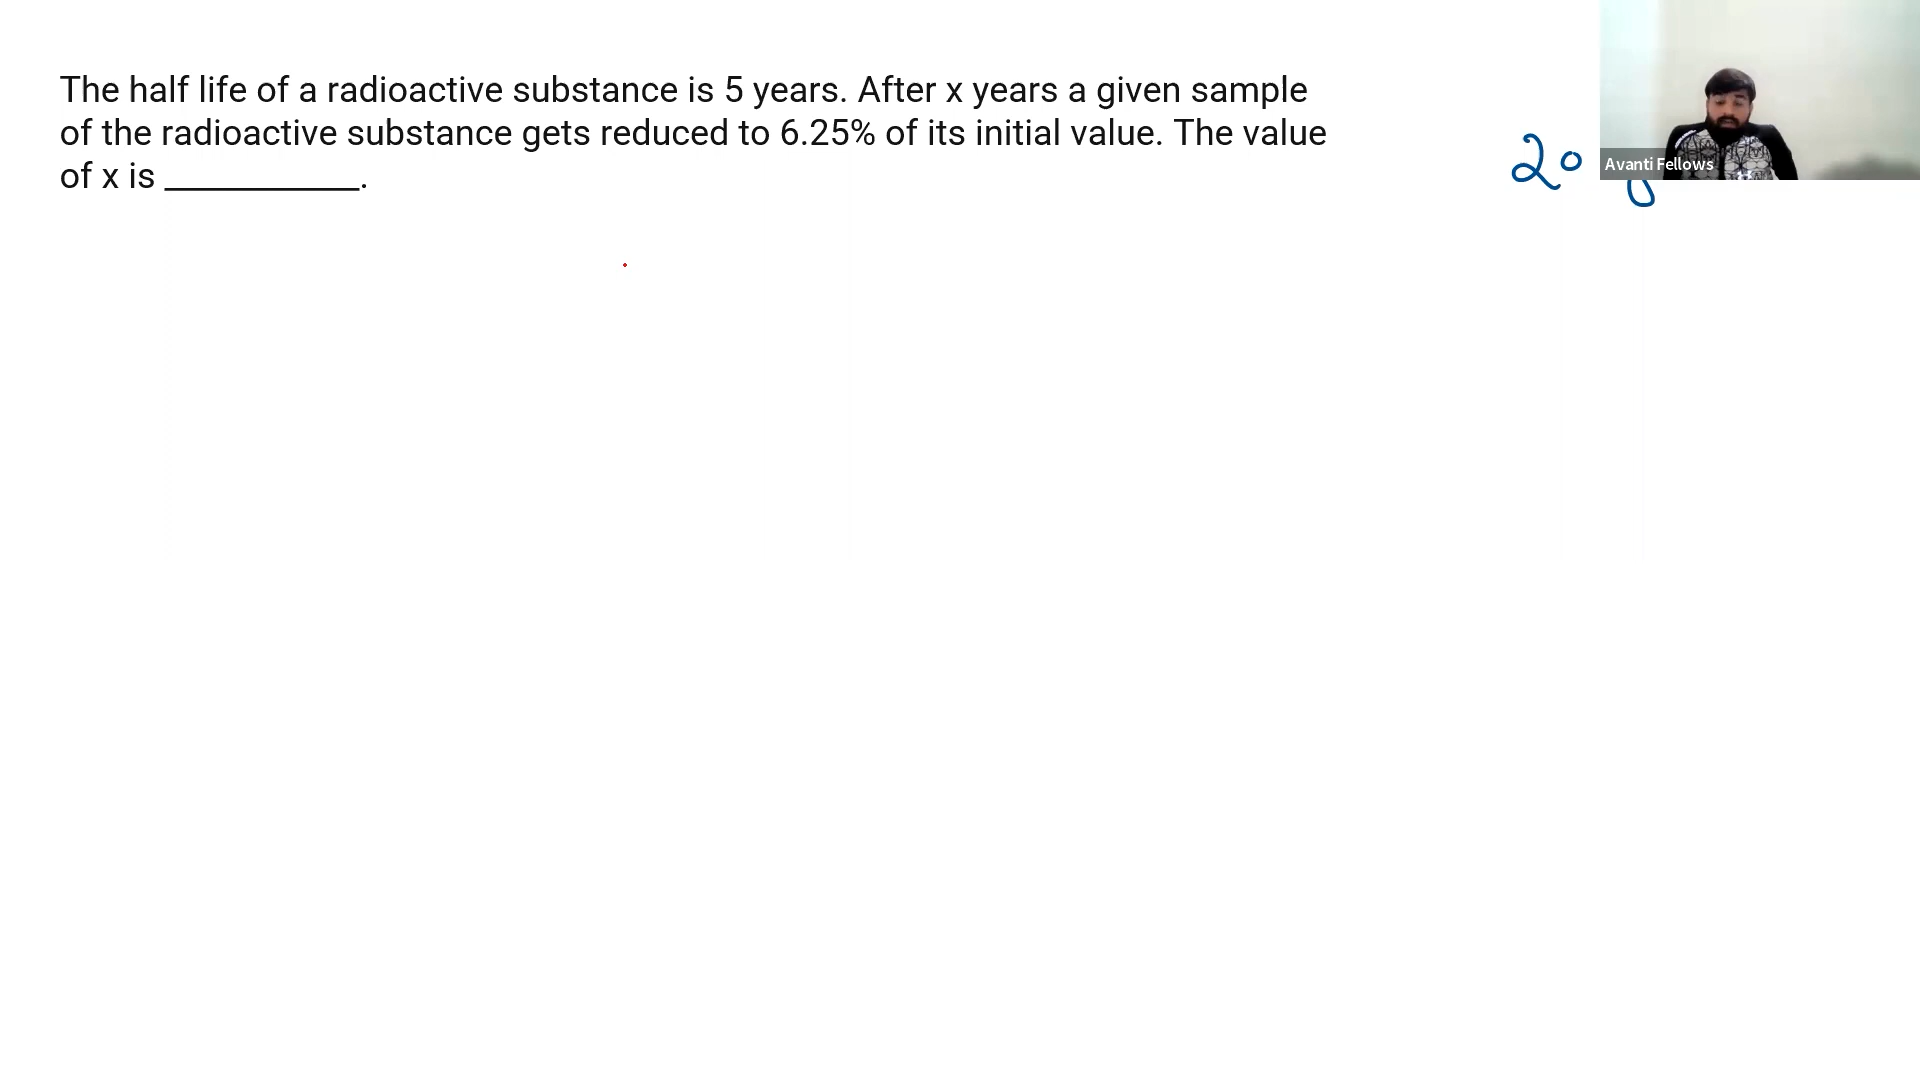 The half life of a radioactive substance is 5 years. After x years a given sample
of the radioactive substance gets reduced to 6.25% of its initial value. The value
of x is ___________.
20
Avanti Fellows